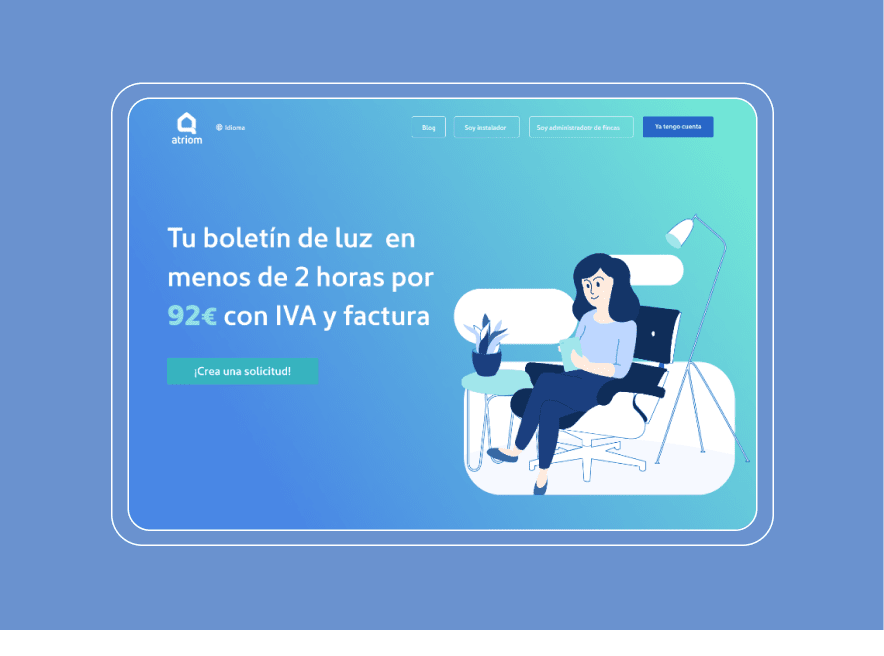 atriom
Idioma
Blog
Soy instalador
Soy administrador de fincas
Ya tengo cuenta
Tu boletín de luz en
menos de 2 horas por
92€ con IVA y factura
¡Crea una solicitud!